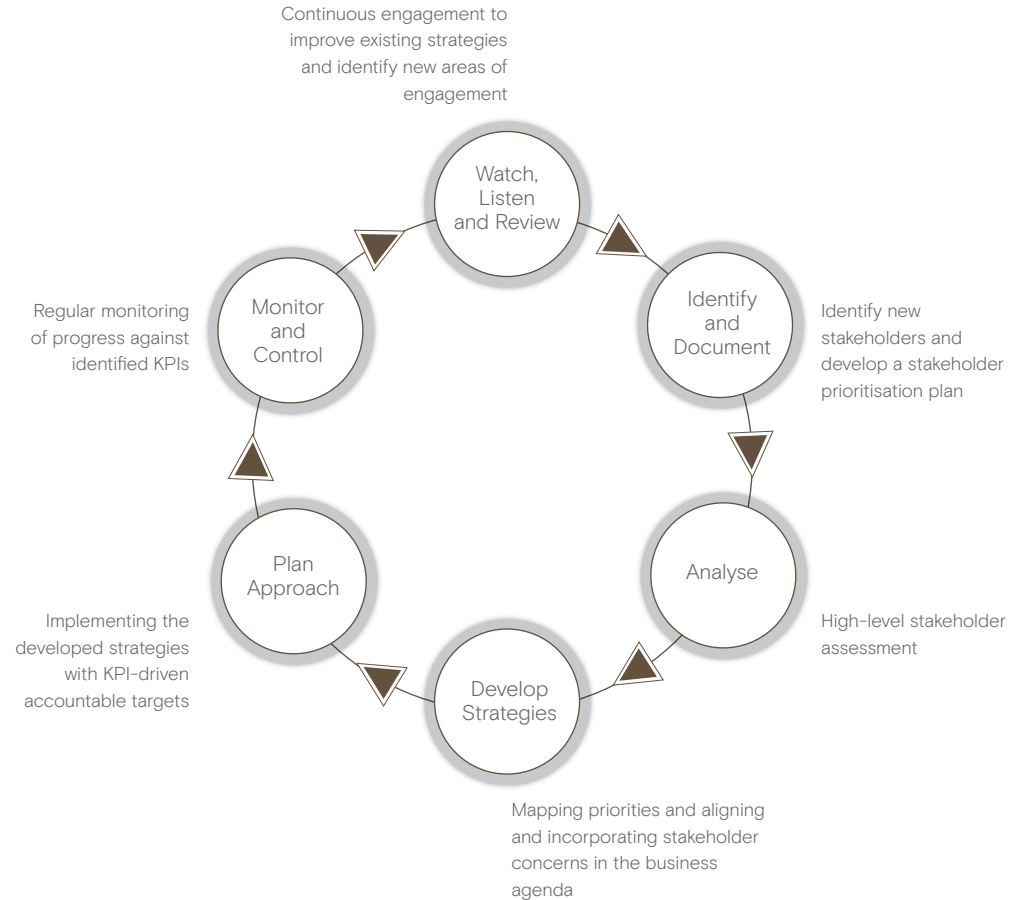 Continuous engagement to
improve existing strategies
and identify new areas of
engagement
Watch,
Listen
and Review
Identify
and
Document
Identify new
stakeholders and
develop a stakeholder
prioritisation plan
Analyse
High-level stakeholder
assessment
Develop
Strategies
Mapping priorities and aligning
and incorporating stakeholder
concerns in the business
agenda
Plan
Approach
Implementing the
developed strategies
with KPI-driven
accountable targets
Monitor
and
Control
Regular monitoring
of progress against
identified KPIs